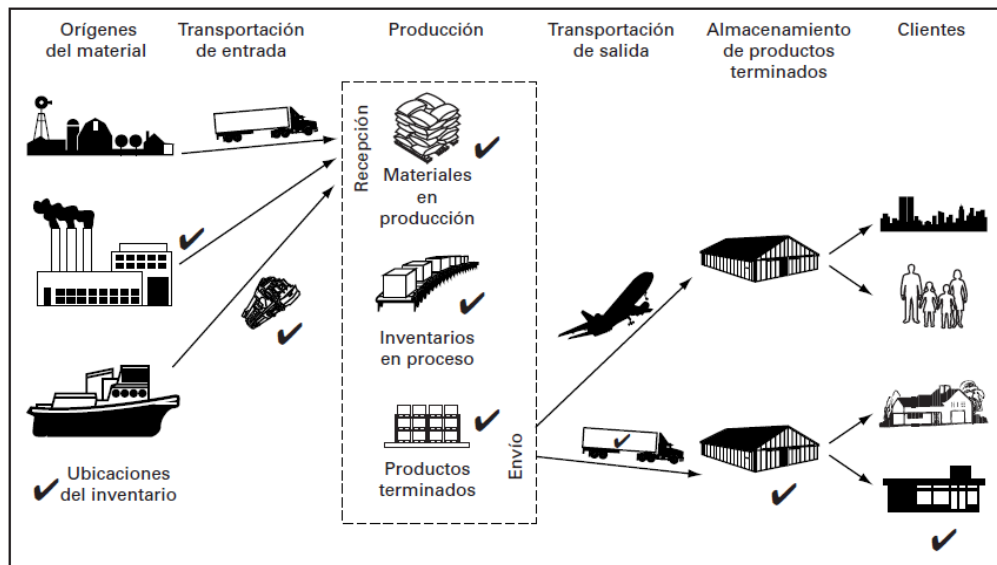 Orígenes
del material
Transportación
de entrada
Producción
Transportación
de salida
Almacenamiento
de productos
terminados
Clientes
Recepción
Materiales
en
producción
Inventarios
en proceso
Productos
terminados
Envío
Ubicaciones
del inventario